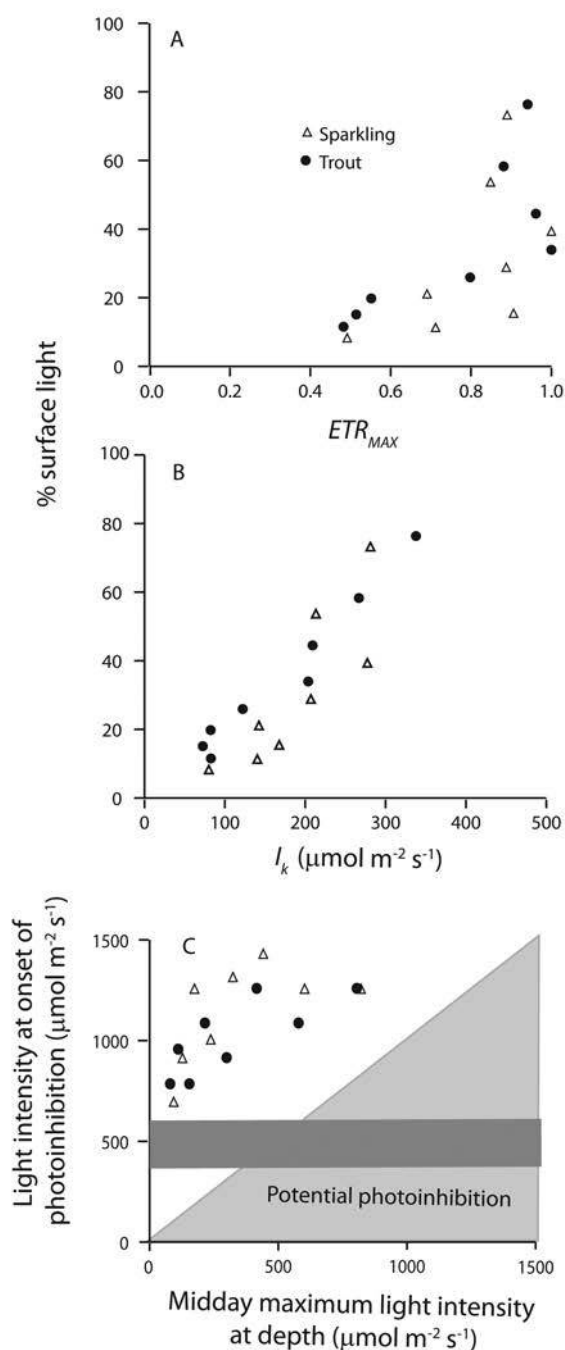 100
A
80
△ Sparkling
● Trout
60
40
20
0
0.0 0.2 0.4 0.6 0.8 1.0
ETR_MAX
% surface light
100
B
80
60
40
20
0
0 100 200 300 400 500
I_k (μmol m⁻² s⁻¹)
1500
C
1000
500
0
Potential photoinhibition
0 500 1000 1500
Light intensity at onset of
photoinhibition (μmol m⁻² s⁻¹)
Midday maximum light intensity
at depth (μmol m⁻² s⁻¹)